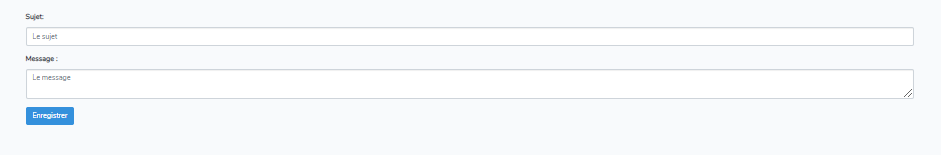 Sujet:
Le sujet
Message :
Le message
Enregistrer